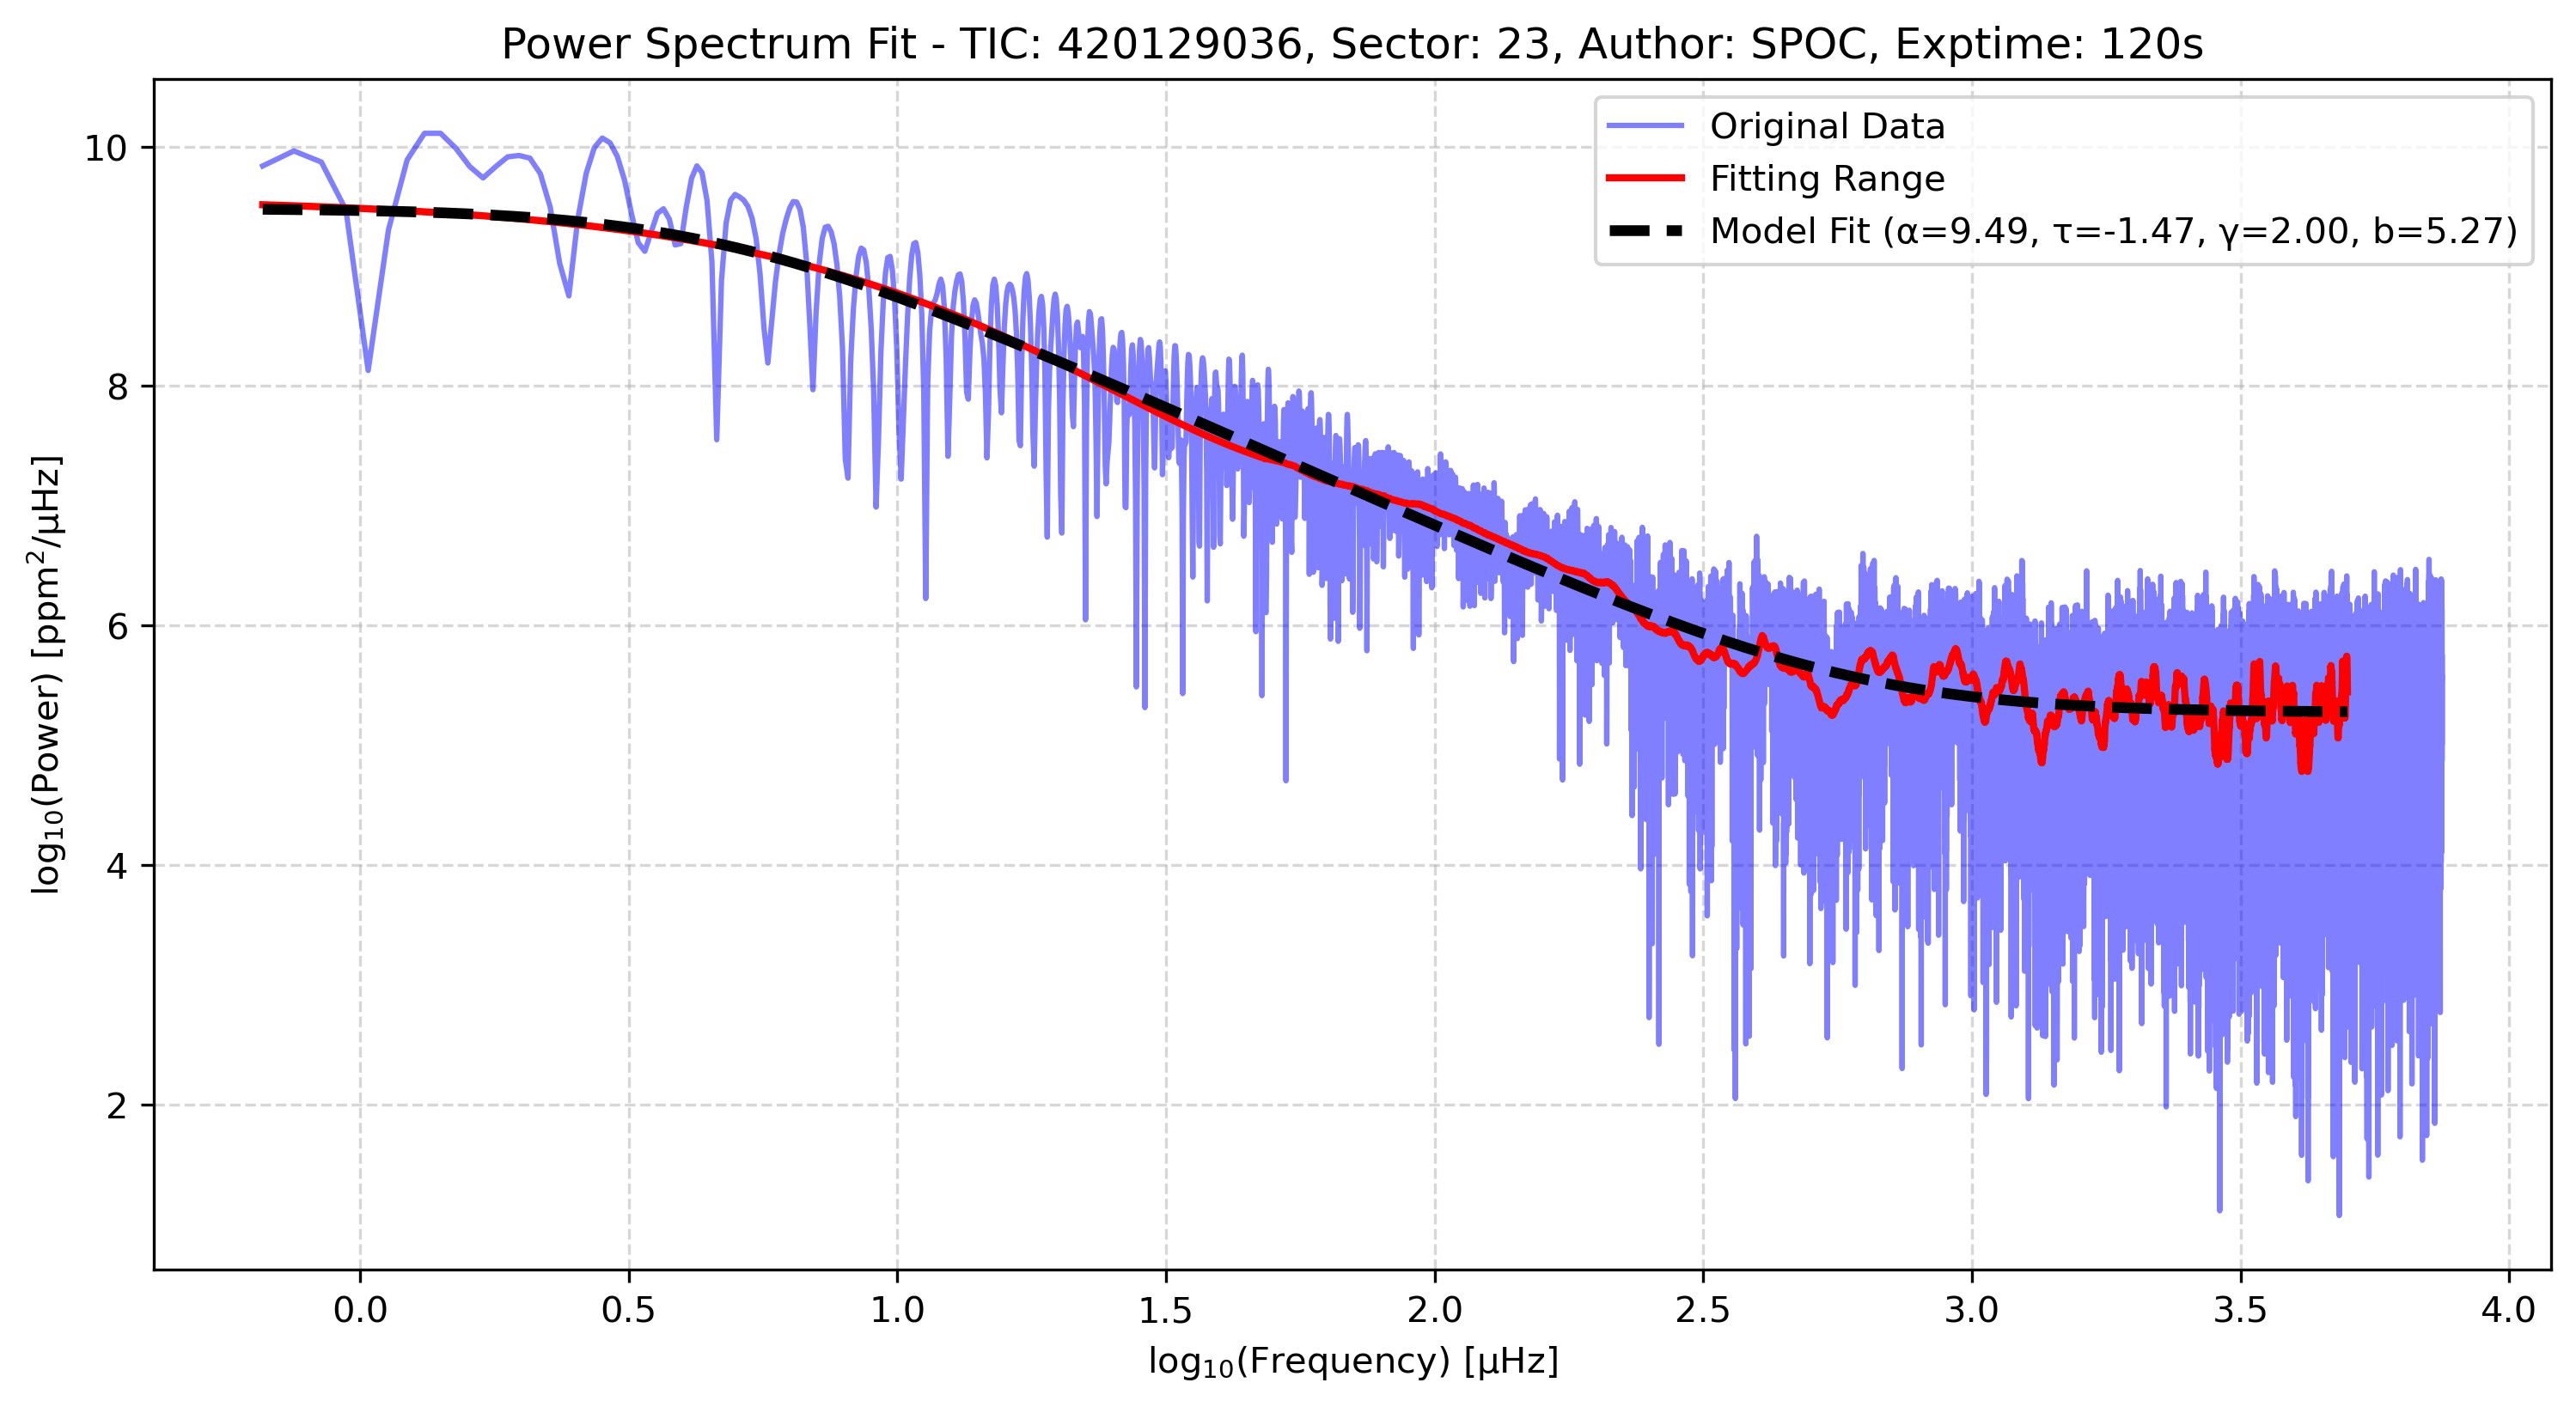 Power Spectrum Fit - TIC: 420129036, Sector: 23, Author: SPOC, Exptime: 120s
Original Data
Fitting Range
Model Fit (α=9.49, τ=-1.47, γ=2.00, b=5.27)
log₁₀(Power) [ppm²/μHz]
10
8
6
4
2
0.0 0.5 1.0 1.5 2.0 2.5 3.0 3.5 4.0
log₁₀(Frequency) [μHz]